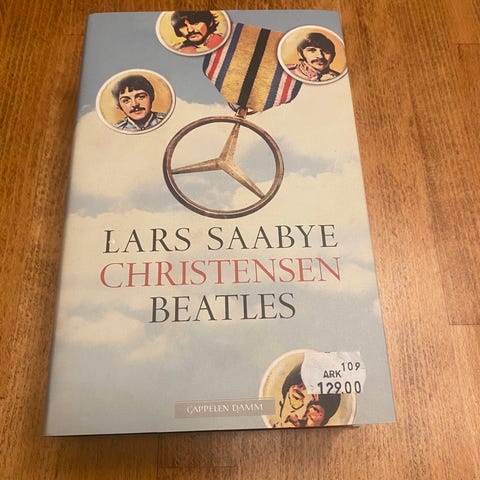 LARS SAABYE
CHRISTENSEN
BEATLES
109
ARK
129.00
CAPPELEN DAMM